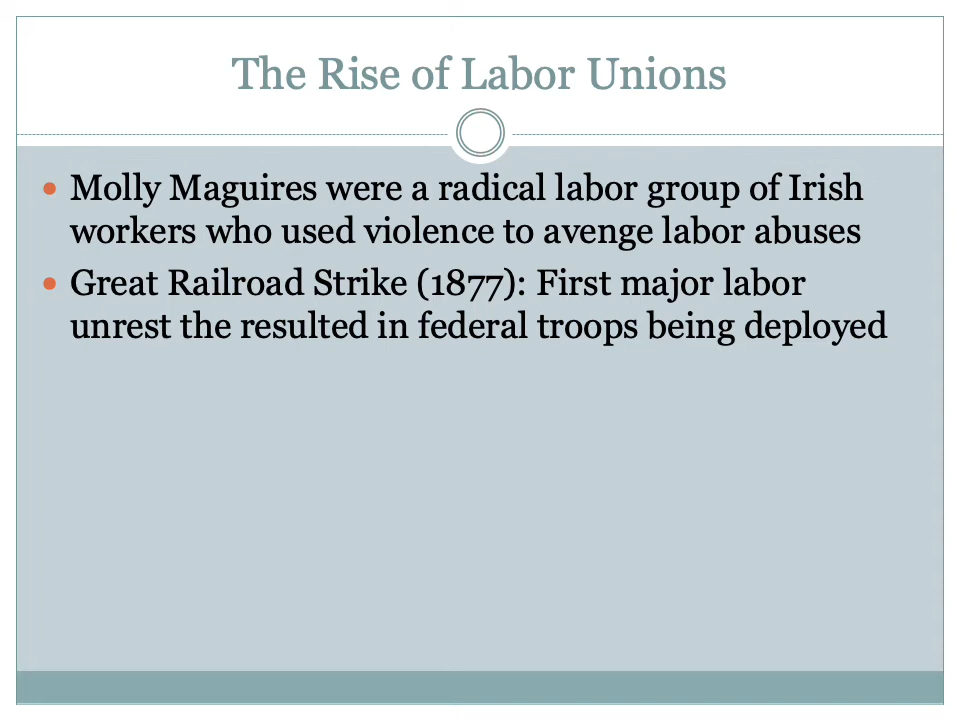 The Rise of Labor Unions
• Molly Maguires were a radical labor group of Irish
workers who used violence to avenge labor abuses
• Great Railroad Strike (1877): First major labor
unrest the resulted in federal troops being deployed